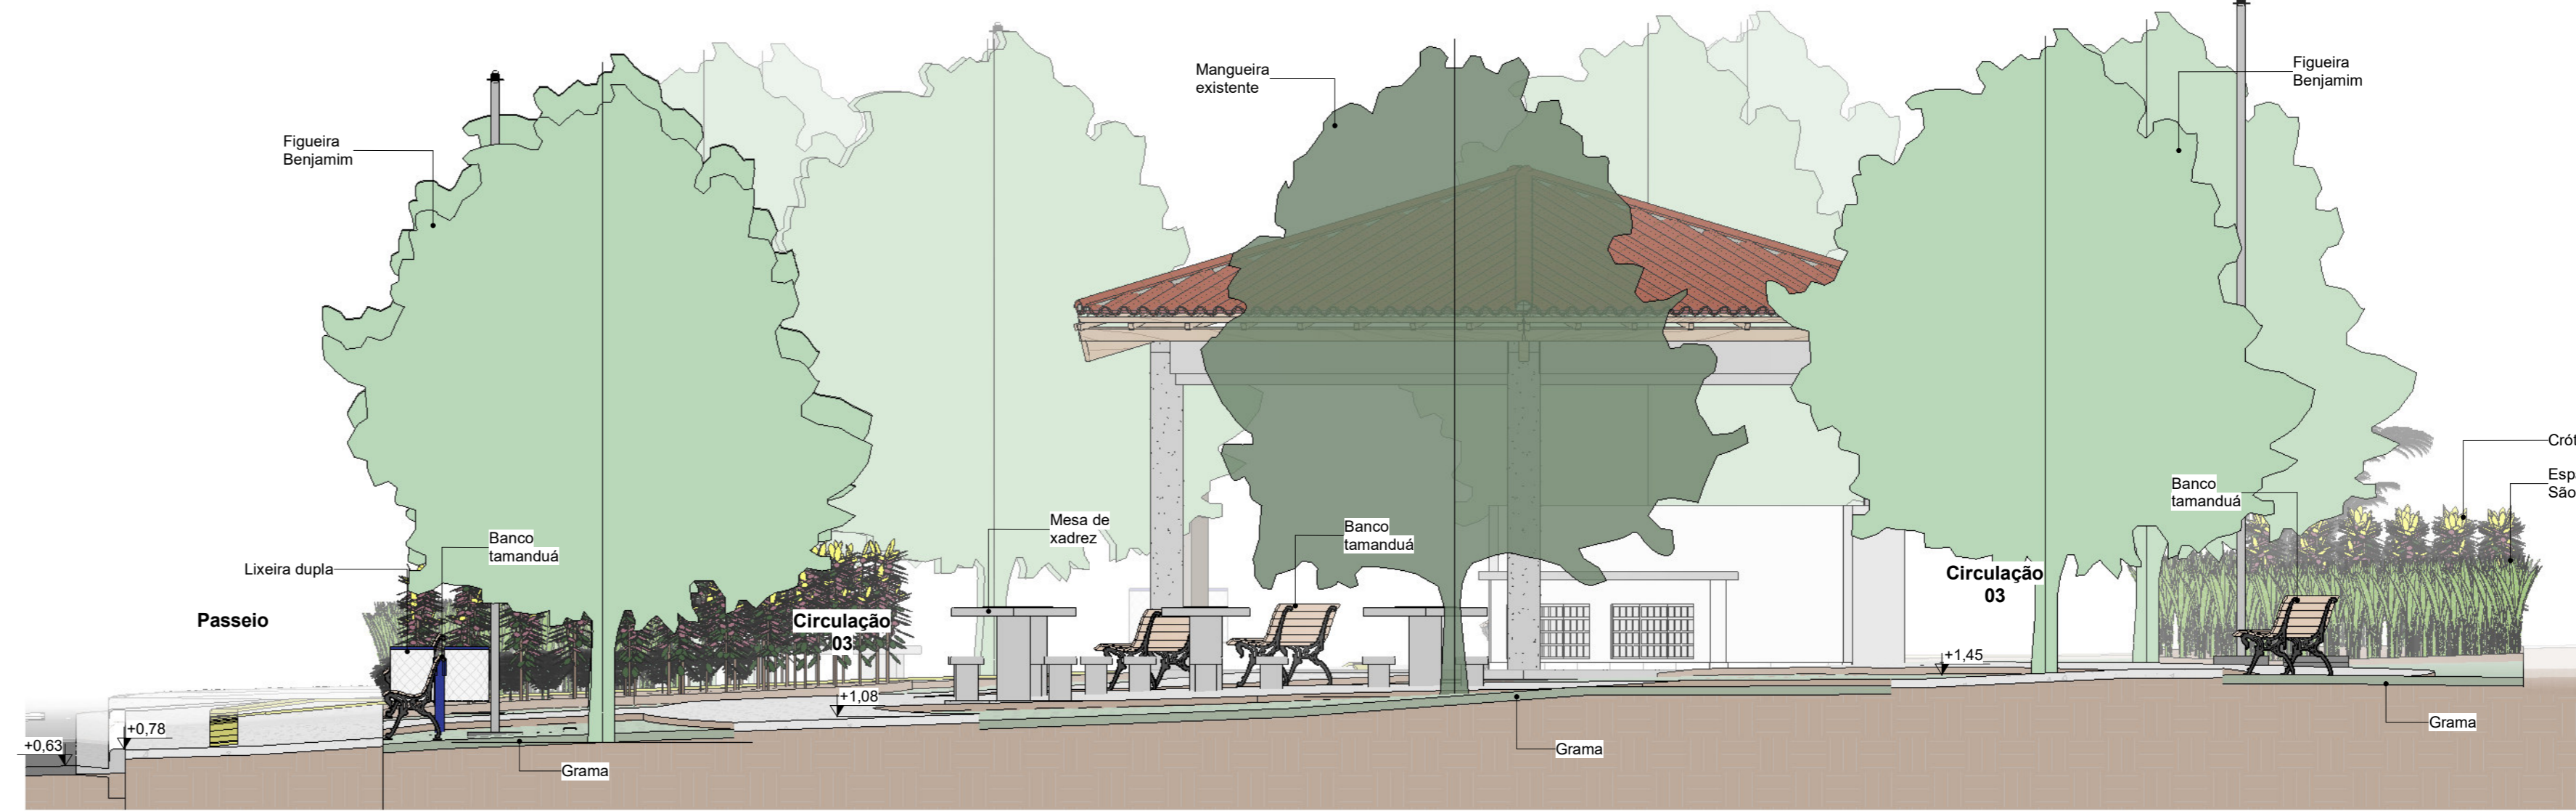 Mangueira
existente
Figueira
Benjamim
Figueira
Benjamim
Banco
tamanduá
Lixeira dupla
Passeio
Circulação
03
Mesa de
xadrez
Banco
tamanduá
Circulação
03
Banco
tamanduá
+0,63
+0,78
+1,08
+1,45
Grama
Grama
Grama
São